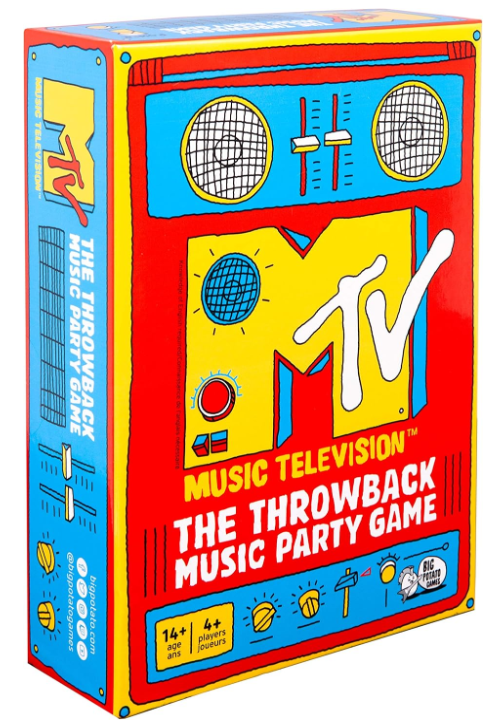 MTV
MUSIC TELEVISION™
THE THROWBACK
MUSIC PARTY GAME
14+
age
ans
4+
players
joueurs
BIG
POTATO
GAMES
MTV
MUSIC TELEVISION™
THE THROWBACK
MUSIC PARTY GAME
bigpotato.com
@bigpotatogames